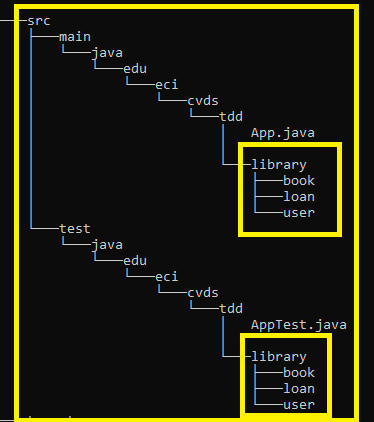 src
main
java
edu
eci
cvds
tdd
App.java
library
book
loan
user
test
java
edu
eci
cvds
tdd
AppTest.java
library
book
loan
user